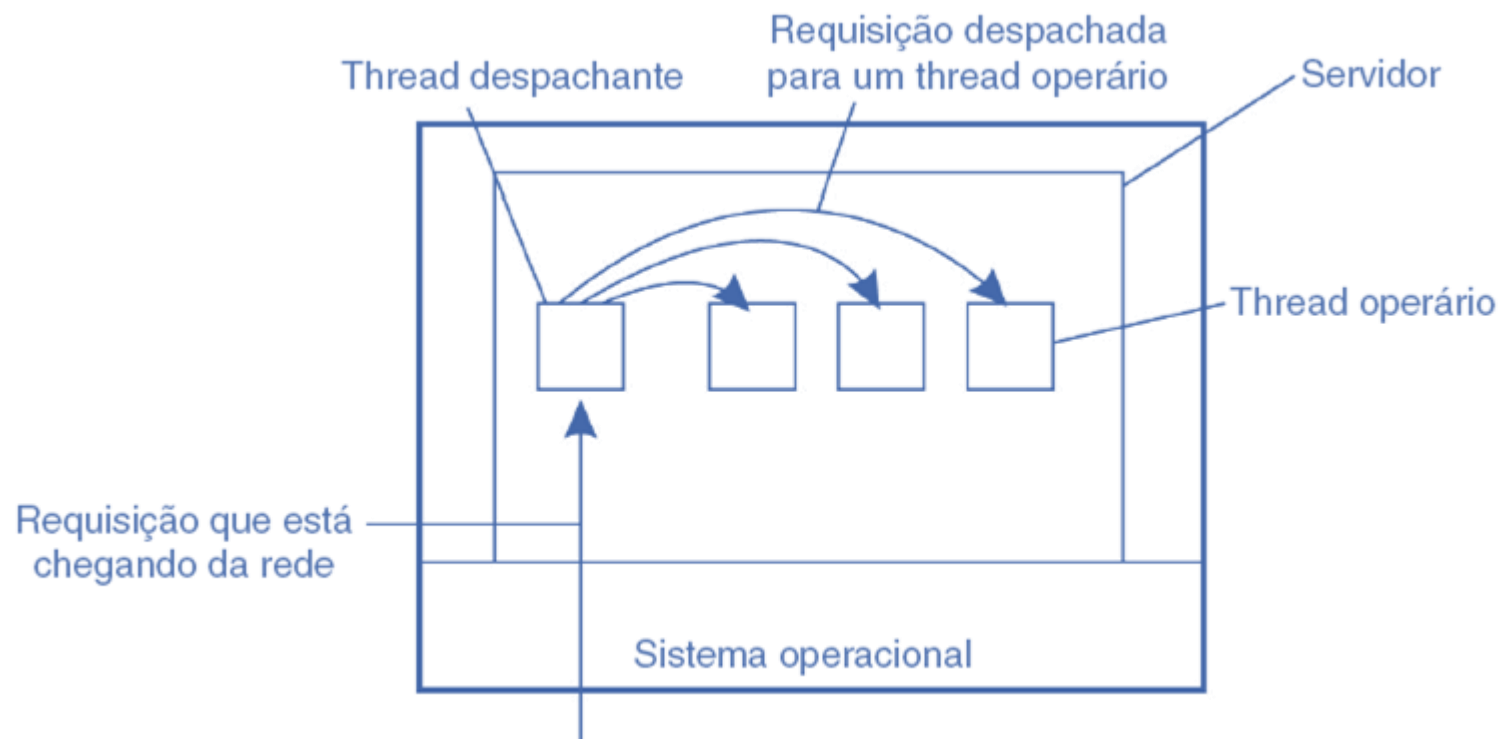 Requisição despachada
para um thread operário
Thread despachante
Servidor
Thread operário
Requisição que está
chegando da rede
Sistema operacional